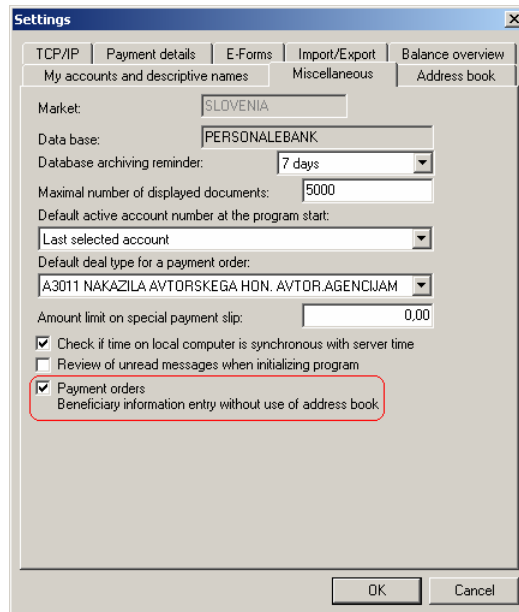 Settings
TCP/IP Payment details E-Forms Import/Export Balance overview
My accounts and descriptive names Miscellaneous Address book
Market: SLOVENIA
Data base: PERSONALEBANK
Database archiving reminder: 7 days
Maximal number of displayed documents: 5000
Default active account number at the program start:
Last selected account
Default deal type for a payment order:
A3011 NAKAZILA AVTORSKEGA HON. AVTOR.AGENCIJAM
Amount limit on special payment slip: 0,00
Check if time on local computer is synchronous with server time
Review of unread messages when initializing program
Payment orders
Beneficiary information entry without use of address book
OK Cancel